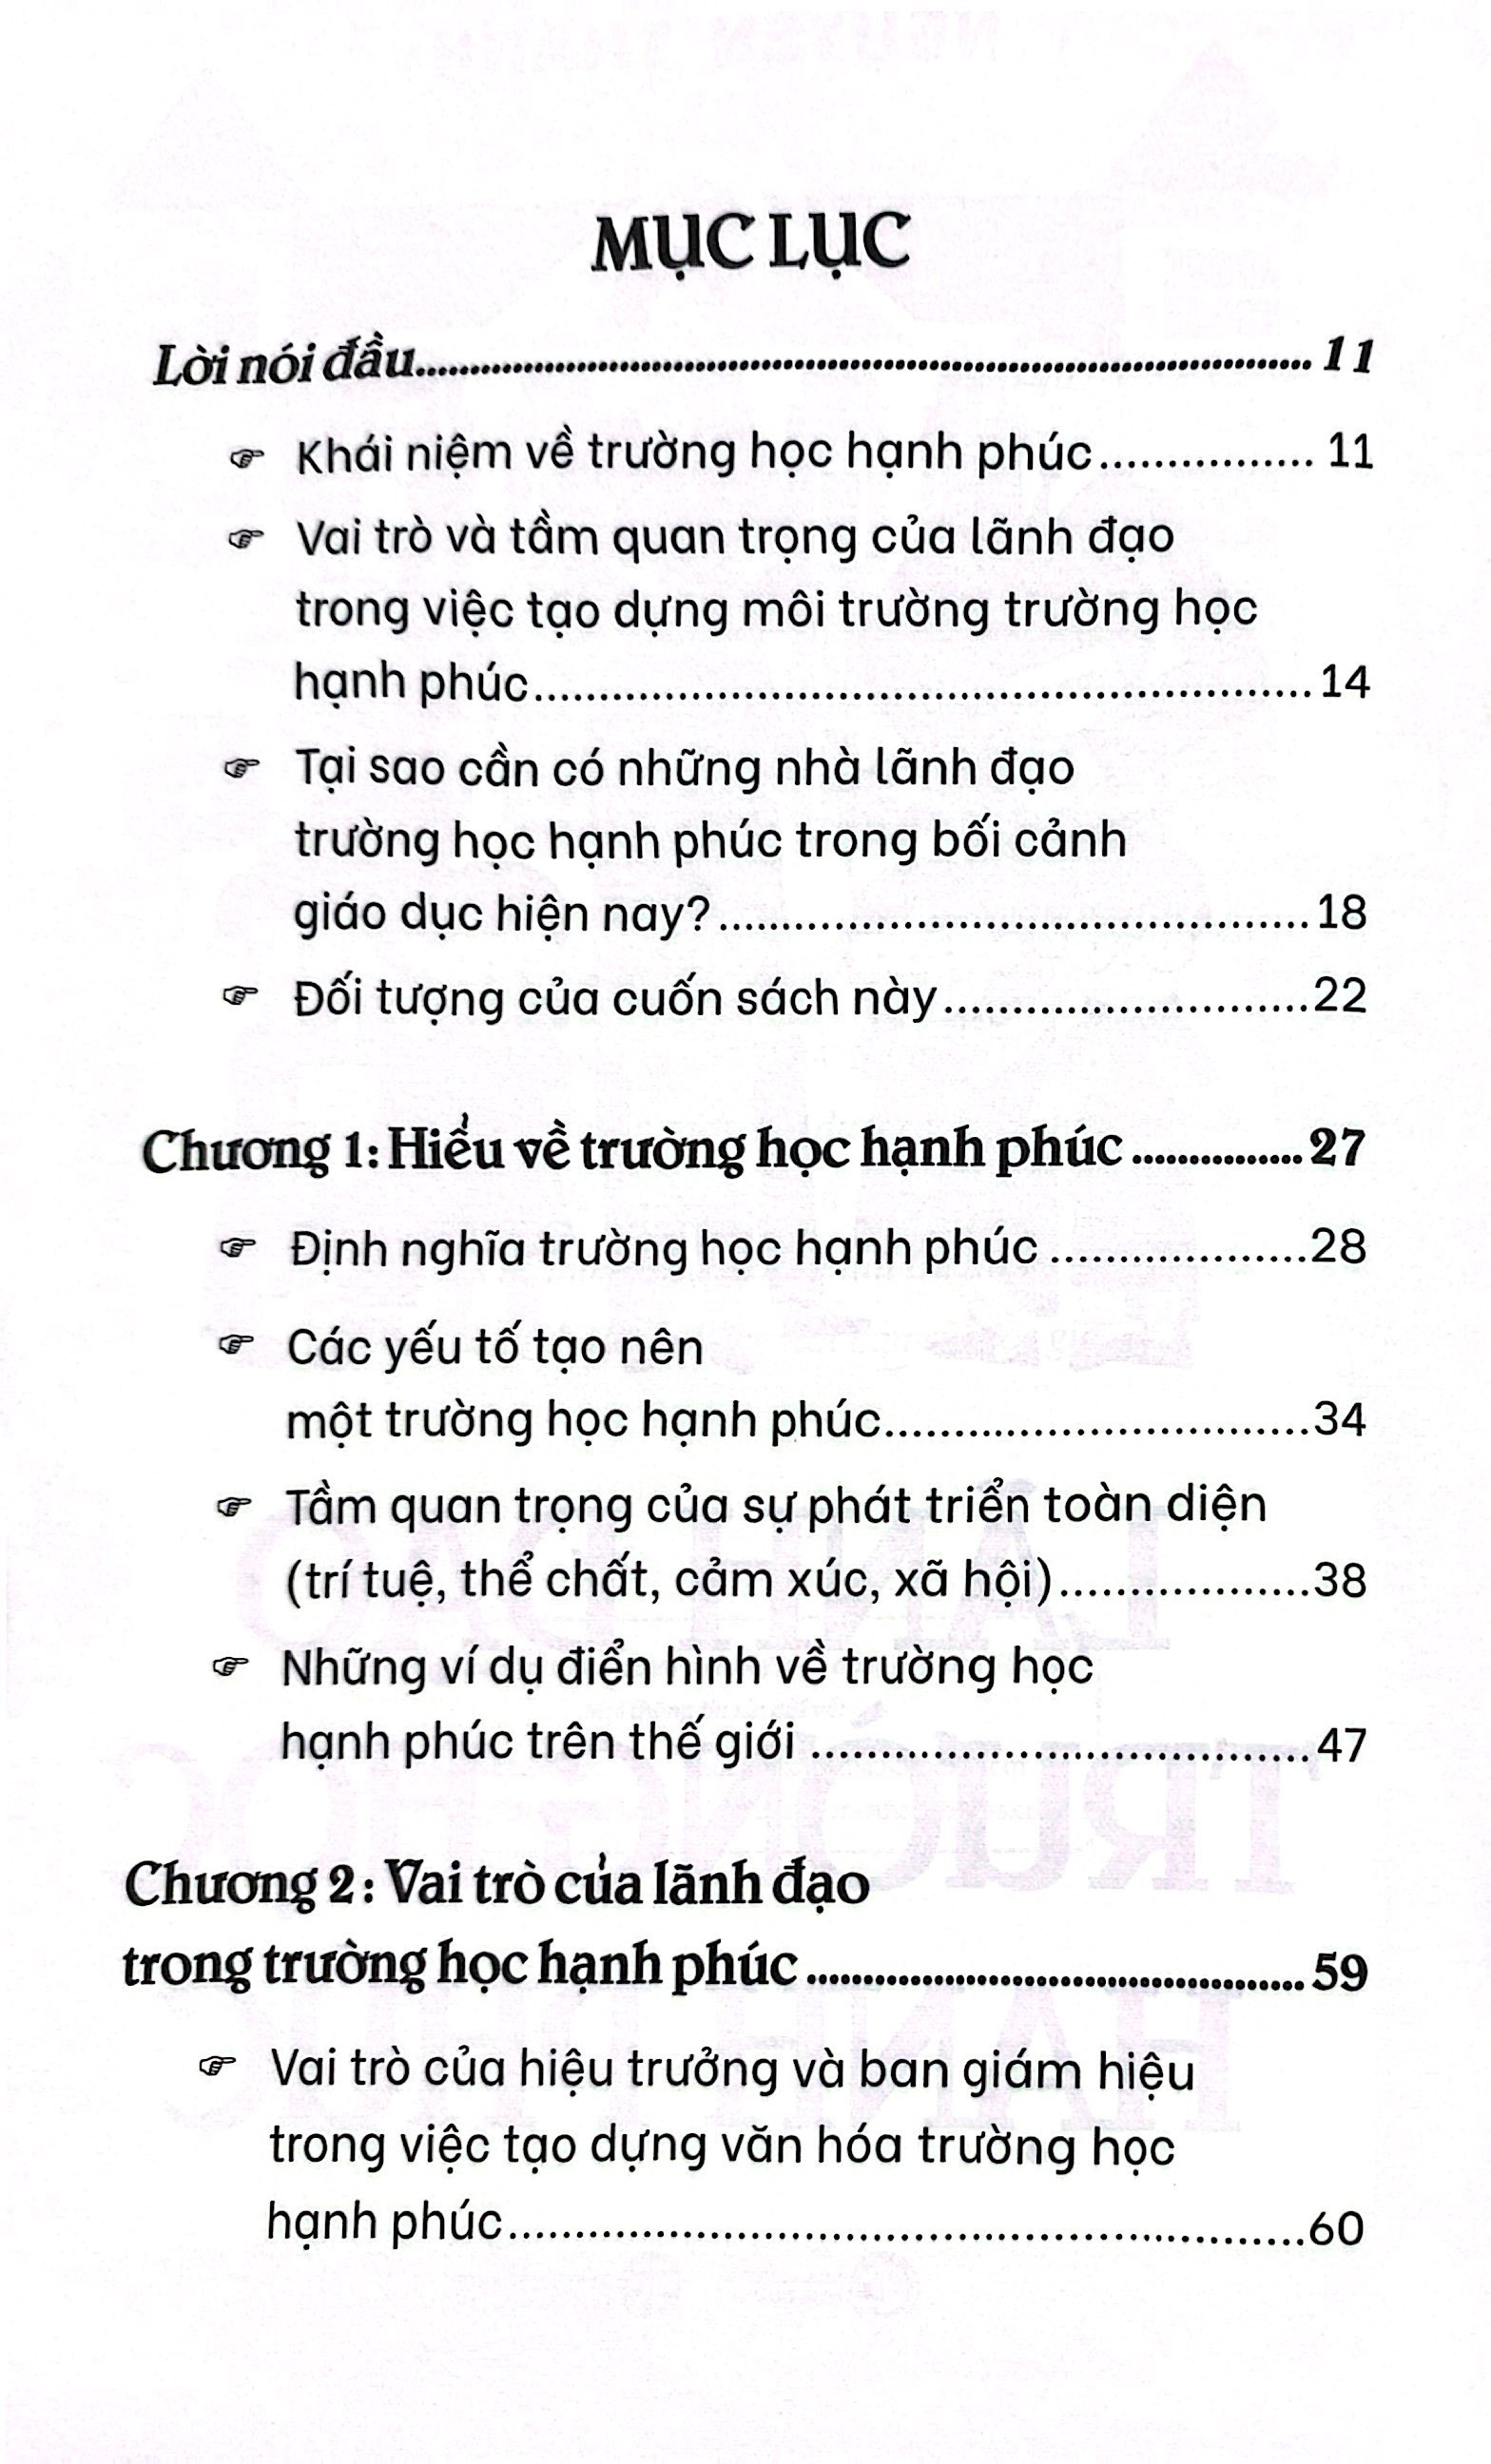 MỤC LỤC
Lời nói đầu........................................ 11
☞ Khái niệm về trường học hạnh phúc................ 11
☞ Vai trò và tầm quan trọng của lãnh đạo
trong việc tạo dựng môi trường trường học
hạnh phúc........................................ 14
☞ Tại sao cần có những nhà lãnh đạo
trường học hạnh phúc trong bối cảnh
giáo dục hiện nay?........................................ 18
☞ Đối tượng của cuốn sách này........................... 22
Chương 1: Hiểu về trường học hạnh phúc ............... 27
☞ Định nghĩa trường học hạnh phúc ................... 28
☞ Các yếu tố tạo nên
một trường học hạnh phúc............................... 34
☞ Tầm quan trọng của sự phát triển toàn diện
(trí tuệ, thể chất, cảm xúc, xã hội)................... 38
☞ Những ví dụ điển hình về trường học
hạnh phúc trên thế giới ..................................... 47
Chương 2: Vai trò của lãnh đạo
trong trường học hạnh phúc ........................................ 59
☞ Vai trò của hiệu trưởng và ban giám hiệu
trong việc tạo dựng văn hóa trường học
hạnh phúc........................................ 60